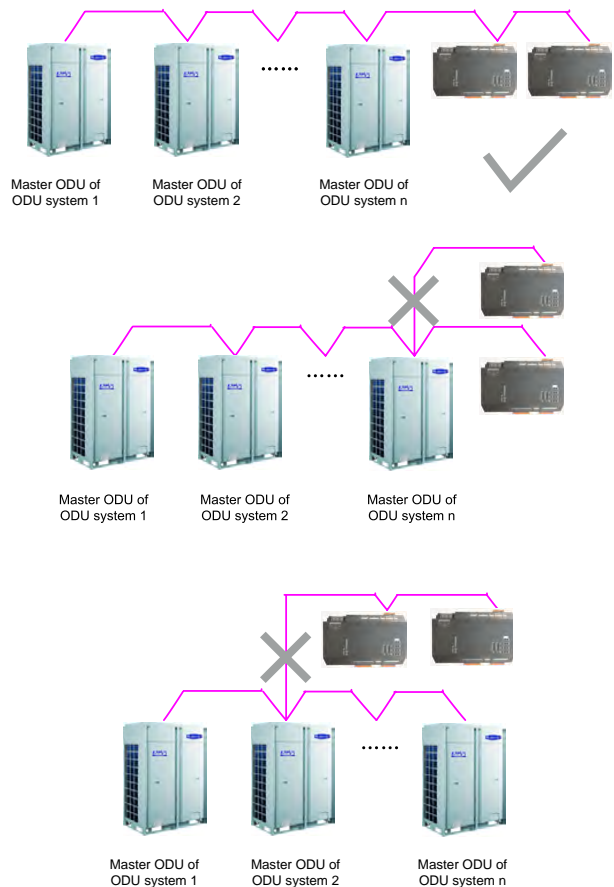 ......
Master ODU of
ODU system 1
Master ODU of
ODU system 2
Master ODU of
ODU system n
......
Master ODU of
ODU system 1
Master ODU of
ODU system 2
Master ODU of
ODU system n
......
Master ODU of
ODU system 1
Master ODU of
ODU system 2
Master ODU of
ODU system n